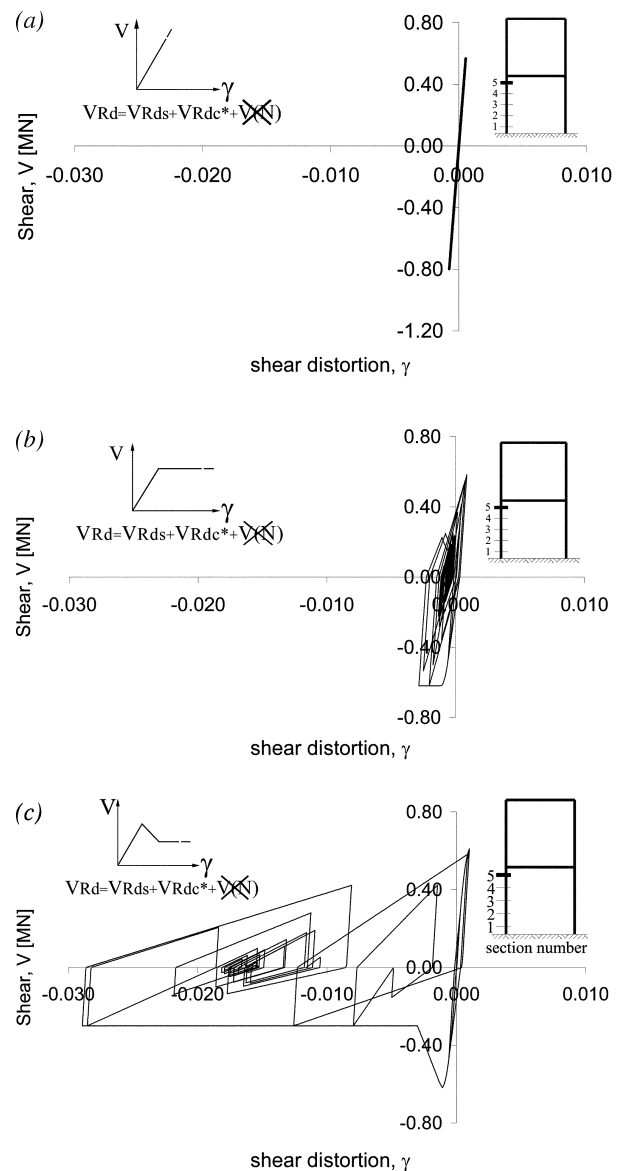 (a)
V
γ
VRd=VRds+VRdc*+V(N)
0.80
0.40
0.00
-0.40
-0.80
-1.20
-0.030
-0.020
-0.010
0.000
0.010
Shear, V [MN]
shear distortion, γ
5
4
3
2
1
(b)
V
γ
VRd=VRds+VRdc*+V(N)
0.80
0.40
0.00
-0.40
-0.80
-0.030
-0.020
-0.010
0.000
0.010
Shear, V [MN]
shear distortion, γ
5
4
3
2
1
(c)
V
γ
VRd=VRds+VRdc*+V(N)
0.80
0.40
0.00
-0.40
-0.80
-0.030
-0.020
-0.010
0.000
0.010
Shear, V [MN]
shear distortion, γ
5
4
3
2
1
section number